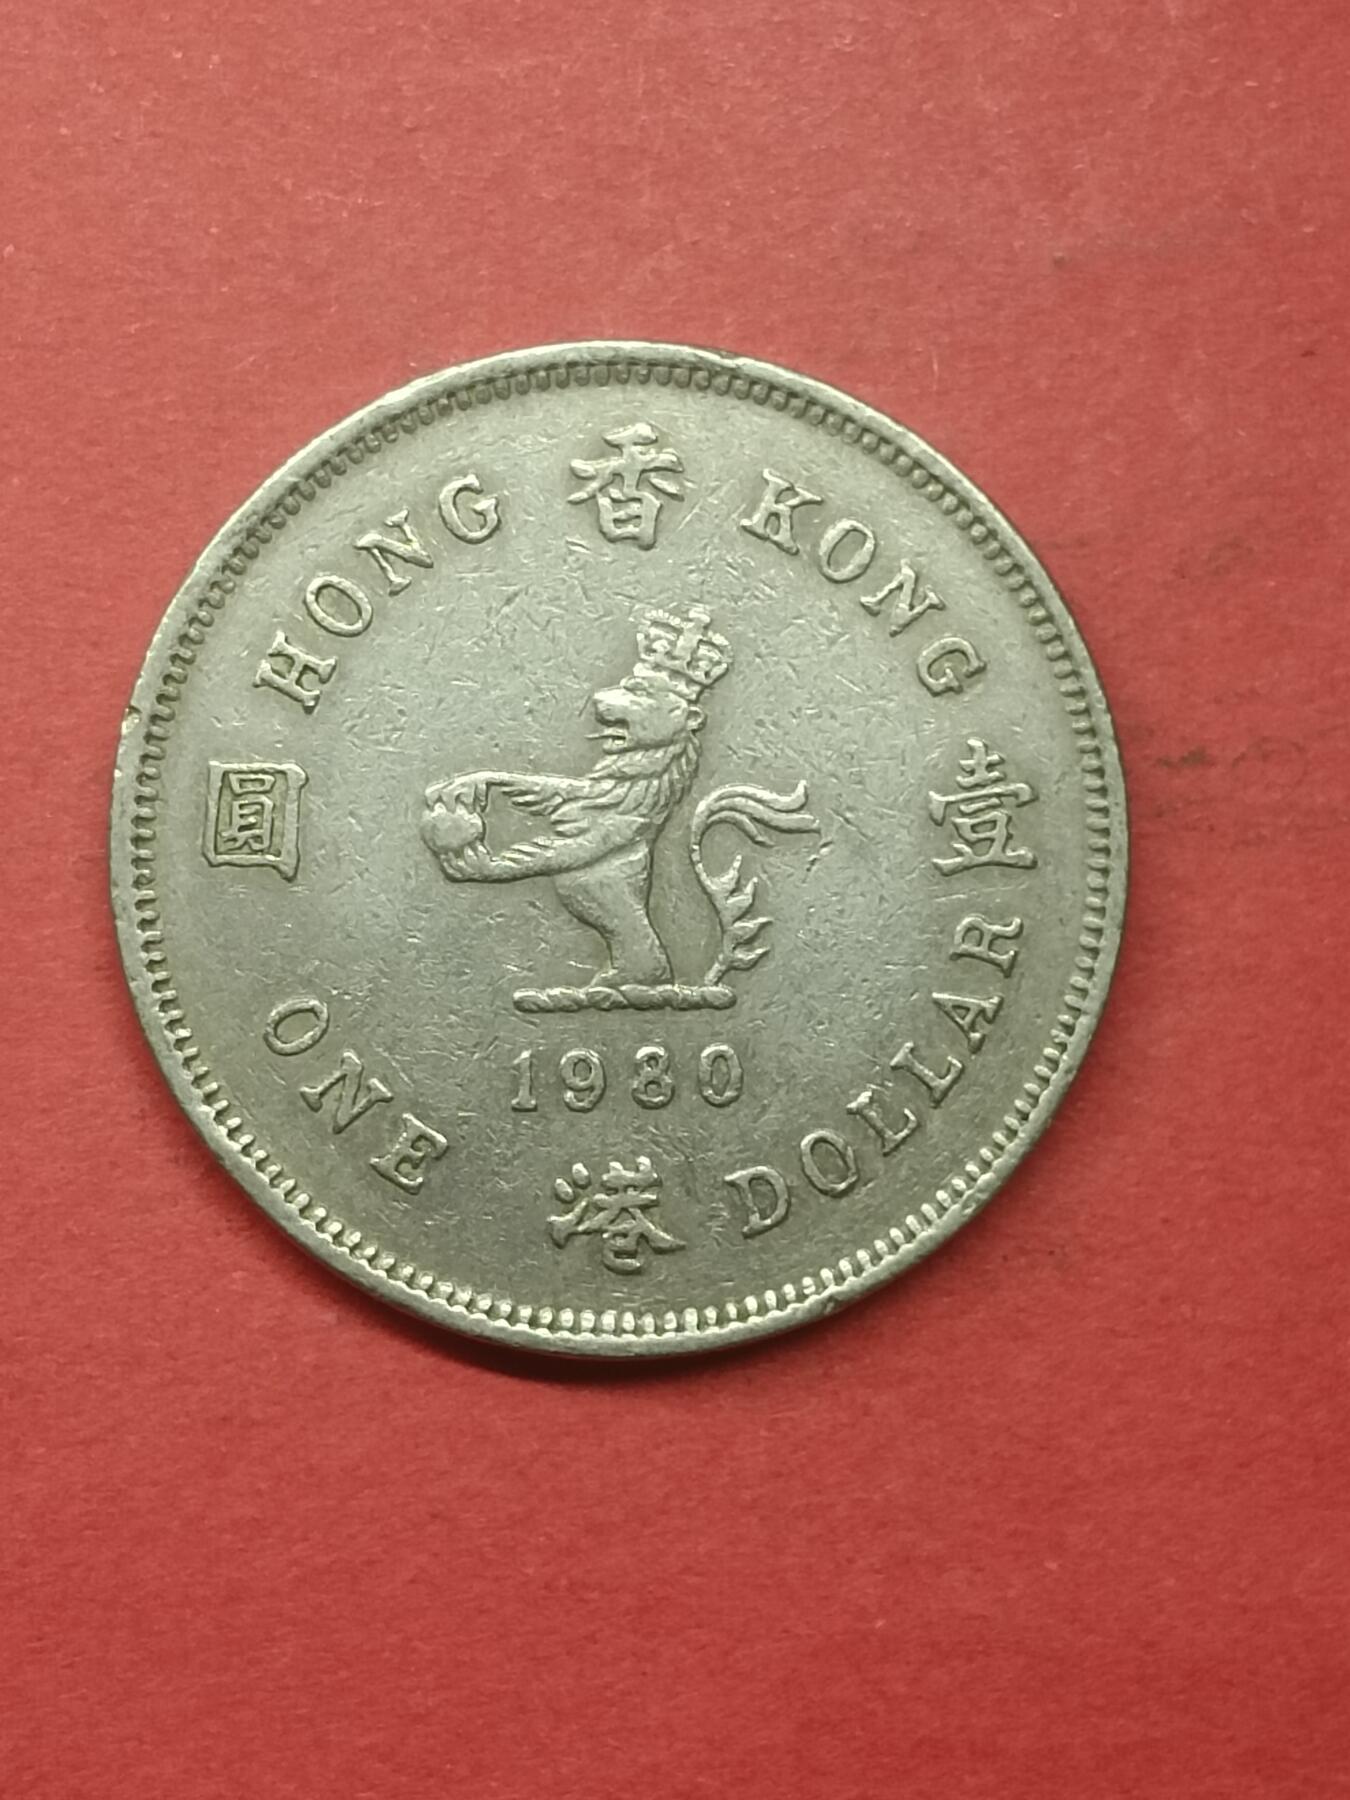 HONG 香 KONG
圓 壹
ONE 港 DOLLAR
1980